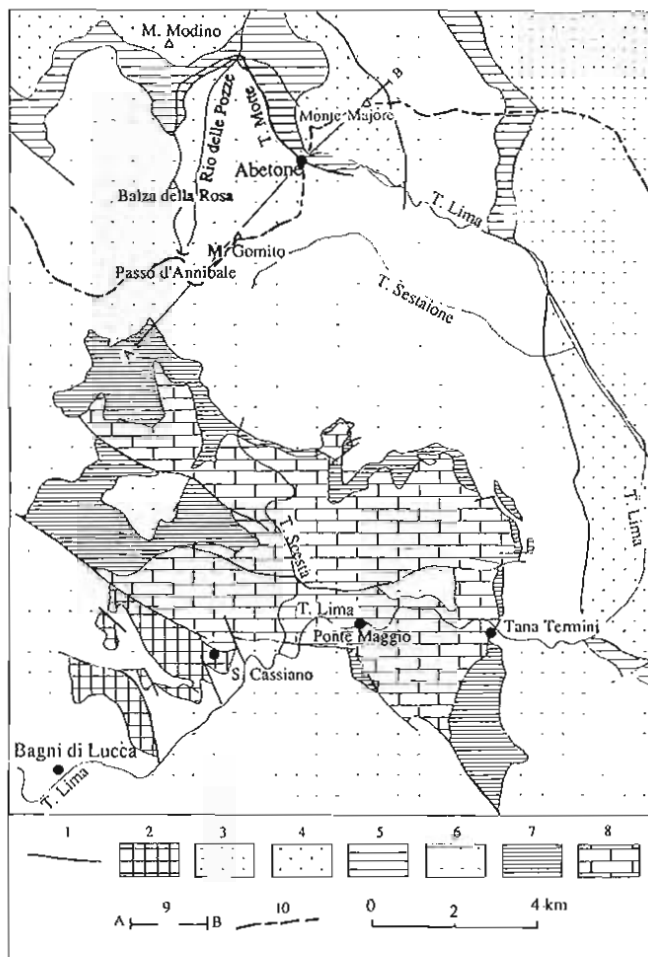 M. Modino
B
Monte Majore
Rio delle Pozze
T. Motte
Abetone
T. Lima
Balza della Rosa
M. Gomito
Passo d'Annibale
T. Sestaione
A
T. Lima
T. Scesta
T. Lima
Tana Termini
Ponte Maggio
S. Cassiano
Bagni di Lucca
T. Lima
1 2 3 4 5 6 7 8
9 10 0 4 km
A B 2